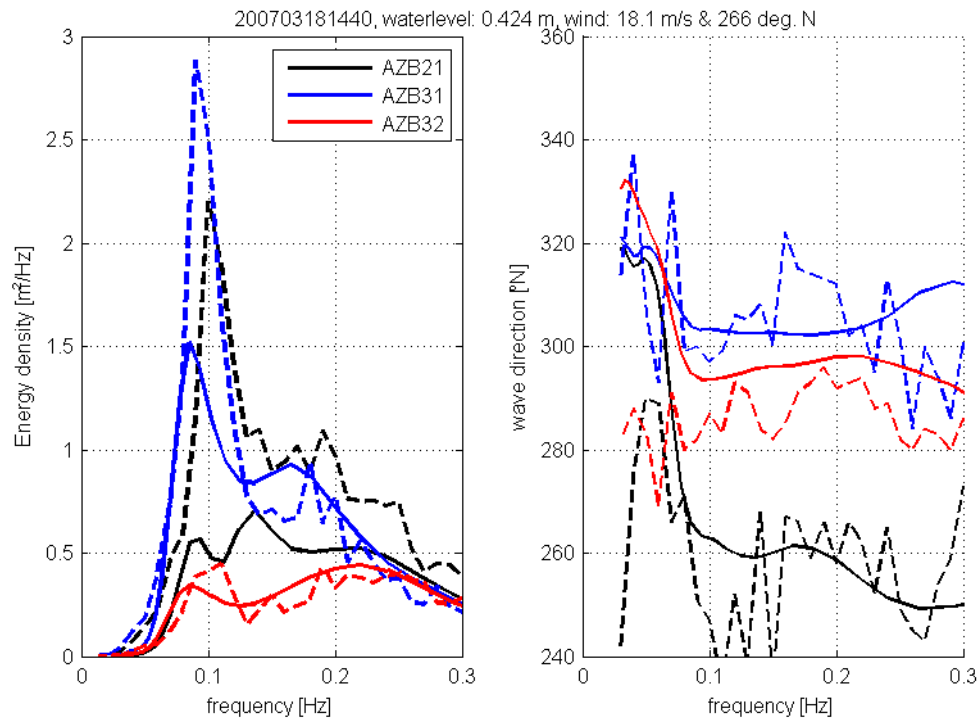 200703181440, waterlevel: 0.424 m, wind: 18.1 m/s & 266 deg. N
3
2.5
2
1.5
1
0.5
0
Energy density [m²/Hz]
AZB21
AZB31
AZB32
0
0.1
0.2
0.3
frequency [Hz]
360
340
320
300
280
260
240
wave direction [°N]
0
0.1
0.2
0.3
frequency [Hz]